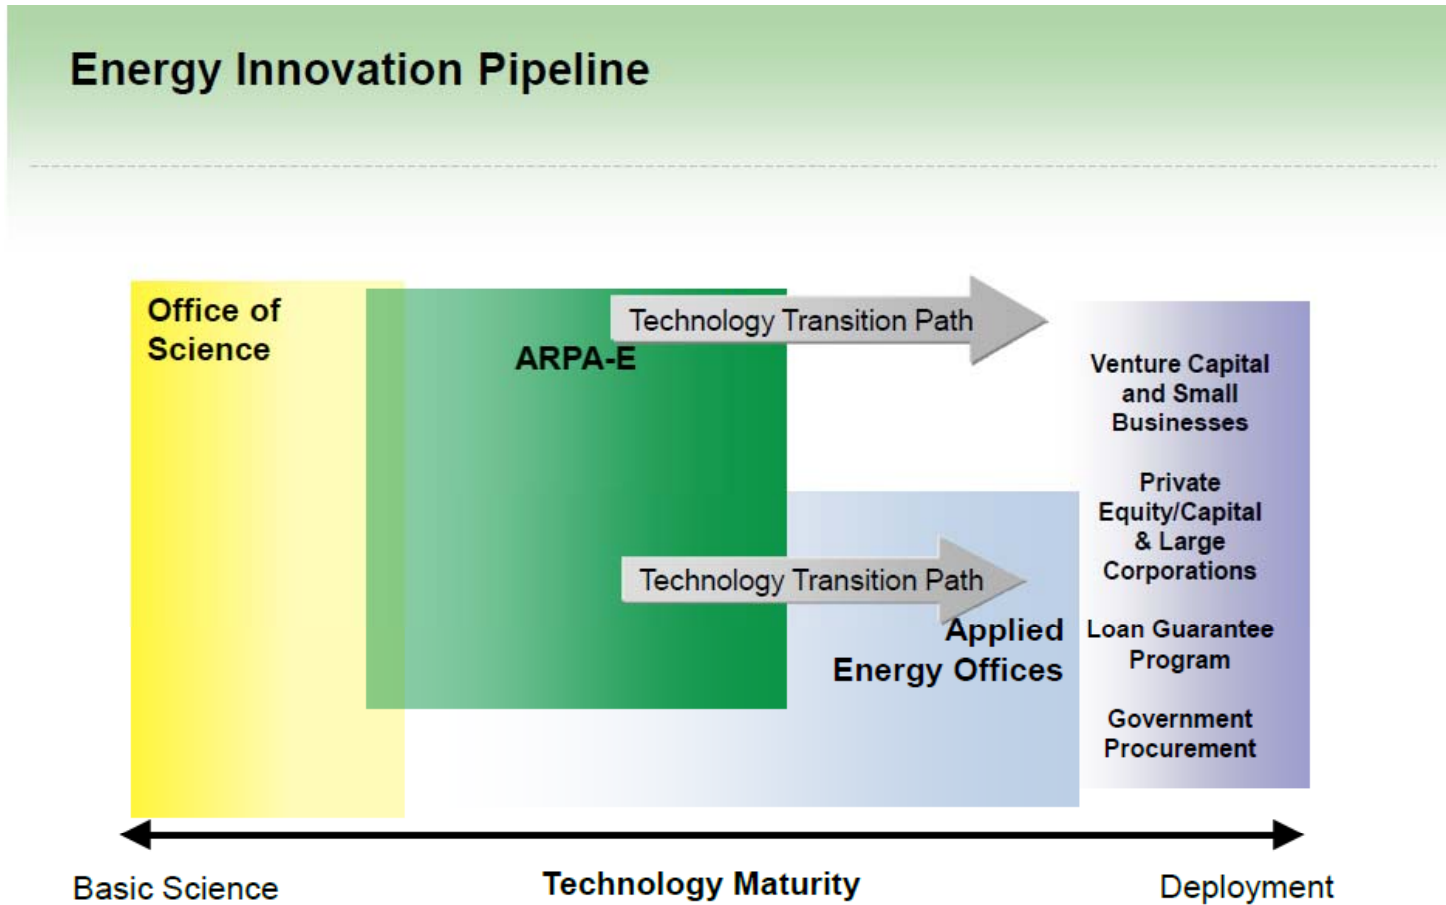 Energy Innovation Pipeline
Office of
Science
ARPA-E
Technology Transition Path
Venture Capital
and Small
Businesses
Private
Equity/Capital
& Large
Corporations
Technology Transition Path
Applied
Energy Offices
Loan Guarantee
Program
Government
Procurement
Basic Science
Technology Maturity
Deployment